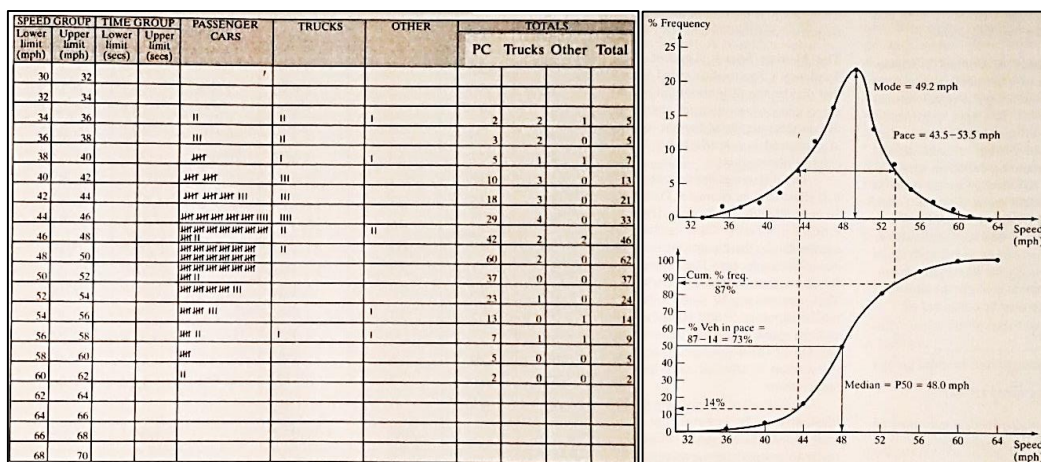 SPEED GROUP TIME GROUP PASSENGER CARS TRUCKS OTHER TOTALS
Lower limit (mph) Upper limit (mph) Lower limit (secs) Upper limit (secs) PC Trucks Other Total
30 32
32 34
34 36 2 2 1 5
36 38 3 2 0 5
38 40 5 1 1 7
40 42 10 3 0 13
42 44 18 3 0 21
44 46 29 4 0 33
46 48 42 2 2 46
48 50 60 2 0 62
50 52 37 0 0 37
52 54 23 1 0 24
54 56 13 0 1 14
56 58 7 1 1 9
58 60 5 0 0 5
60 62 2 0 0 2
62 64
64 66
66 68
68 70
% Frequency
25
20
15
10
5
0
Mode = 49.2 mph
Pace = 43.5–53.5 mph
32 36 40 44 48 52 56 60 64 Speed
(mph)
100
90
80
70
60
50
40
30
20
10
0
Cum. % freq.
87%
% Veh in pace =
87–14 = 73%
Median = P50 = 48.0 mph
14%
32 36 40 44 48 52 56 60 64
Speed
(mph)